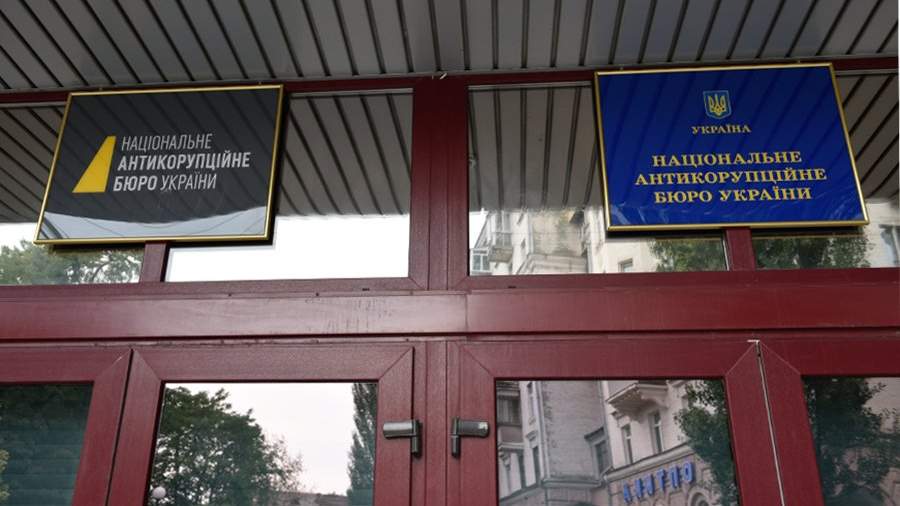 НАЦІОНАЛЬНЕ
АНТИКОРУПЦІЙНЕ
БЮРО УКРАЇНИ
УКРАЇНА
НАЦІОНАЛЬНЕ
АНТИКОРУПЦІЙНЕ
БЮРО УКРАЇНИ